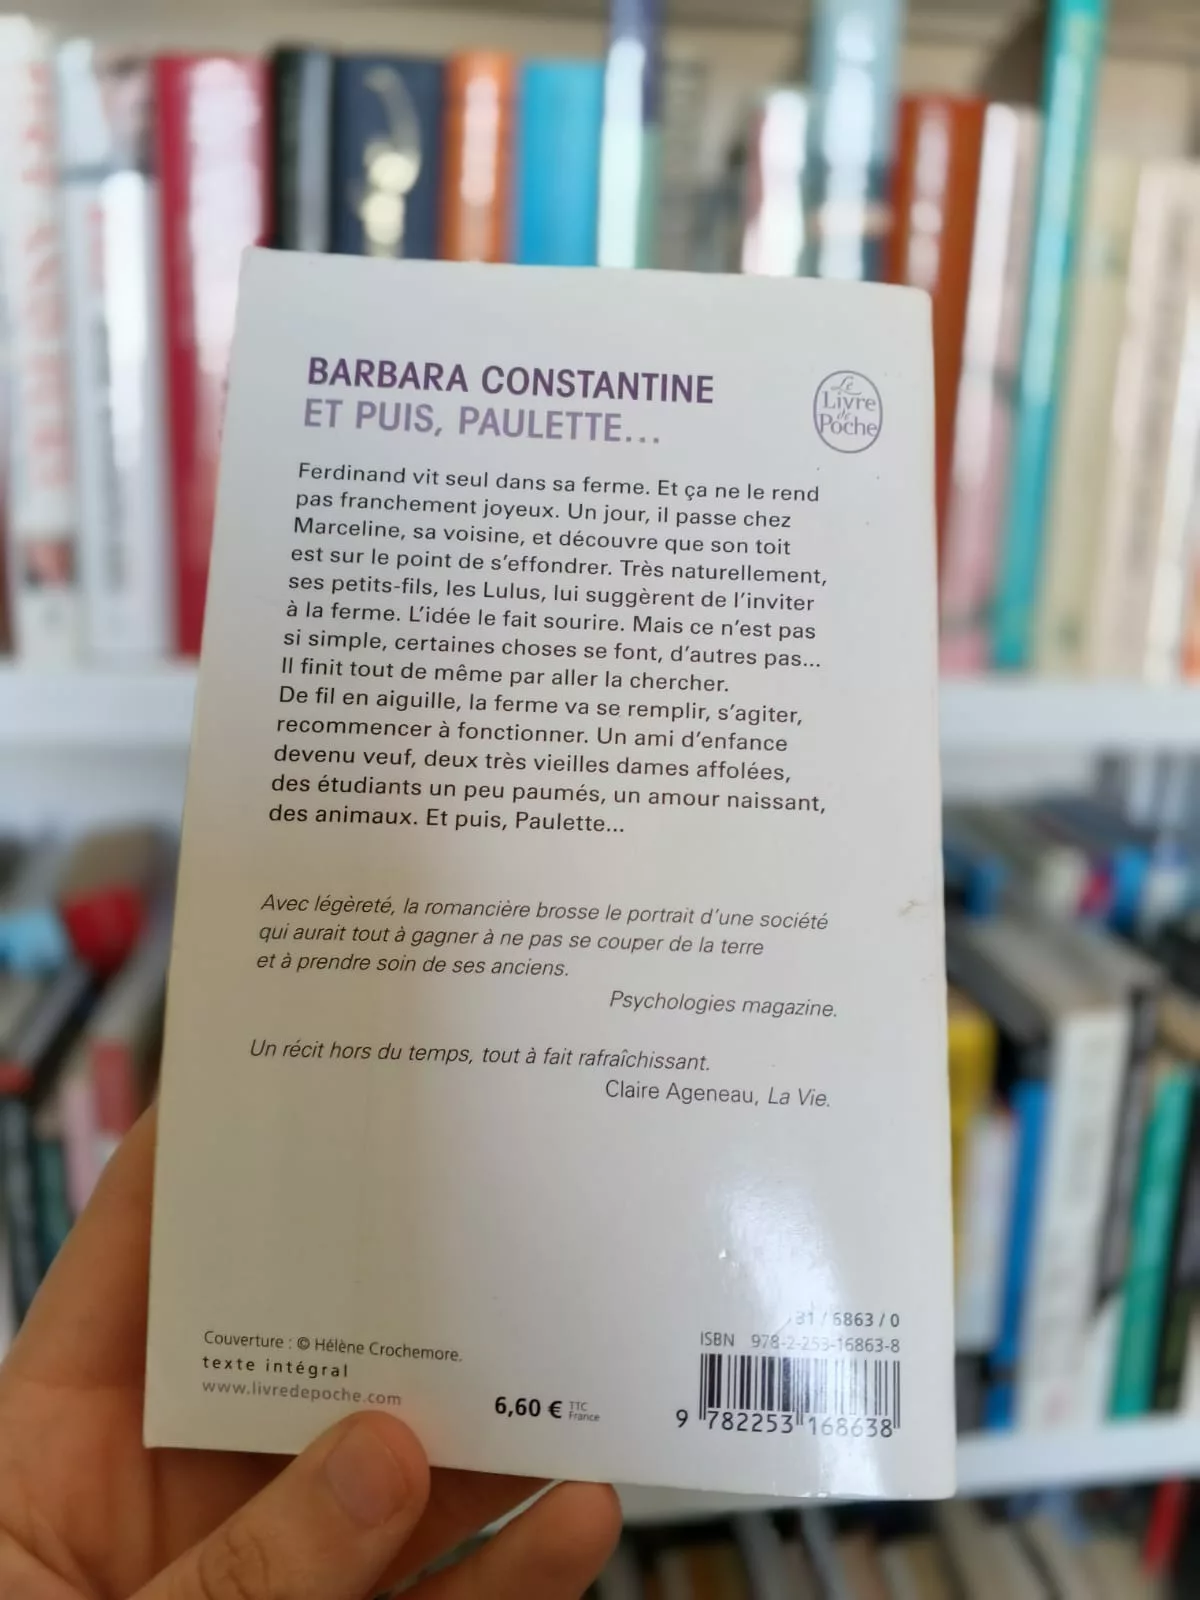 BARBARA CONSTANTINE
ET PUIS, PAULETTE...
Le
Livre
de
Poche
Ferdinand vit seul dans sa ferme. Et ça ne le rend
pas franchement joyeux. Un jour, il passe chez
Marceline, sa voisine, et découvre que son toit
est sur le point de s'effondrer. Très naturellement,
ses petits-fils, les Lulus, lui suggèrent de l'inviter
à la ferme. L'idée le fait sourire. Mais ce n'est pas
si simple, certaines choses se font, d'autres pas...
Il finit tout de même par aller la chercher.
De fil en aiguille, la ferme va se remplir, s'agiter,
recommencer à fonctionner. Un ami d'enfance
devenu veuf, deux très vieilles dames affolées,
des étudiants un peu paumés, un amour naissant,
des animaux. Et puis, Paulette...
Avec légèreté, la romancière brosse le portrait d'une société
qui aurait tout à gagner à ne pas se couper de la terre
et à prendre soin de ses anciens.
Psychologies magazine.
Un récit hors du temps, tout à fait rafraîchissant.
Claire Ageneau, La Vie.
Couverture : © Hélène Crochemore.
texte intégral
www.livredepoche.com
6,60 € TTC
France
31 / 6863 / 0
ISBN 978-2-253-16863-8
9 782253 168638